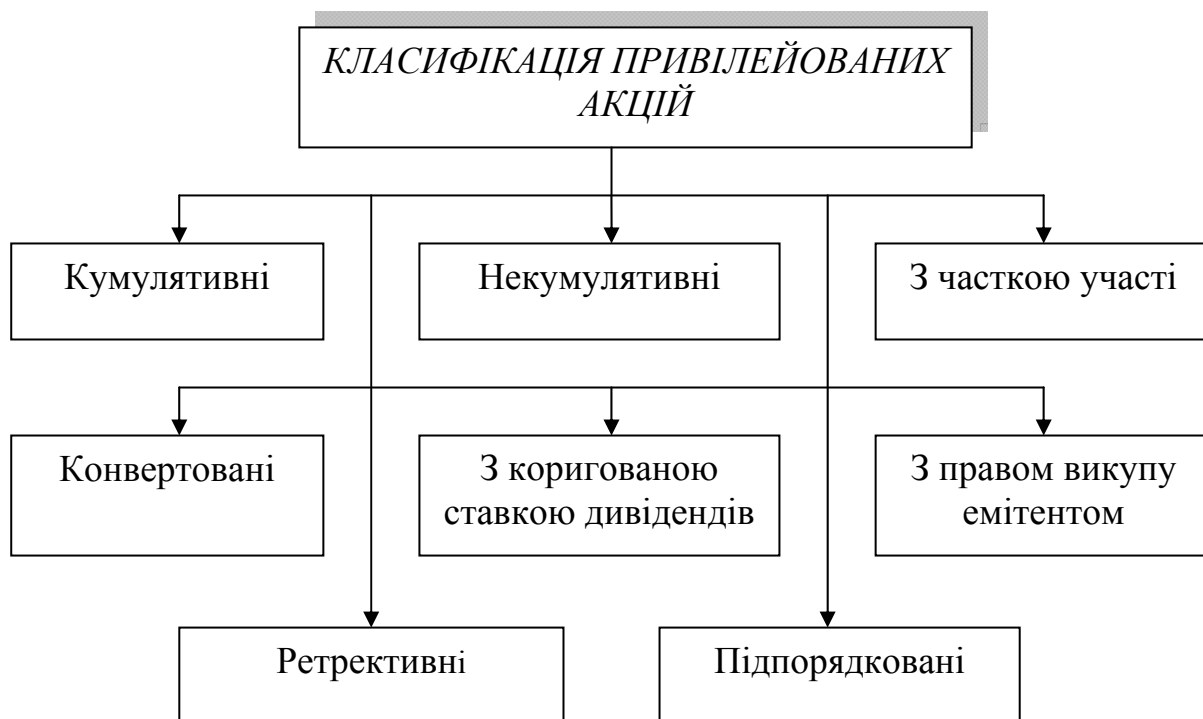 КЛАСИФІКАЦІЯ ПРИВІЛЕЙОВАНИХ
АКЦІЙ
Кумулятивні
Некумулятивні
З часткою участі
Конвертовані
З коригованою
ставкою дивідендів
З правом викупу
емітентом
Ретрективні
Підпорядковані